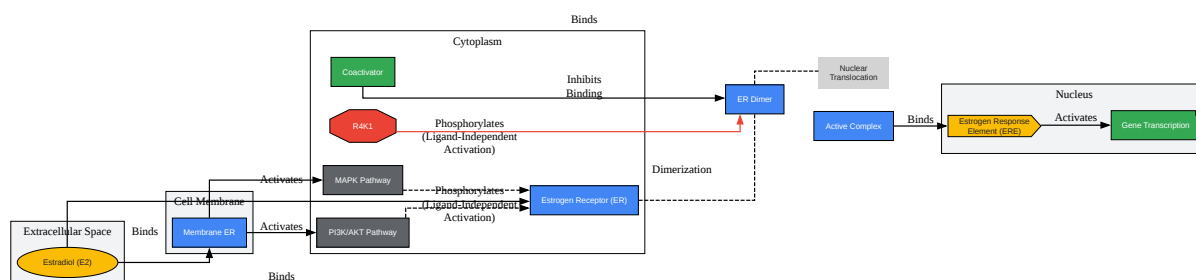 Binds
Cytoplasm
Coactivator
Inhibits
Binding
R4K1
Phosphorylates
(Ligand-Independent
Activation)
ER Dimer
Nuclear
Translocation
Nucleus
Active Complex
Binds
Estrogen Response
Element (ERE)
Activates
Gene Transcription
Dimerization
Activates
MAPK Pathway
Phosphorylates
(Ligand-Independent
Activation)
Estrogen Receptor (ER)
Cell Membrane
Membrane ER
Activates
PI3K/AKT Pathway
Extracellular Space
Estradiol (E2)
Binds
Binds